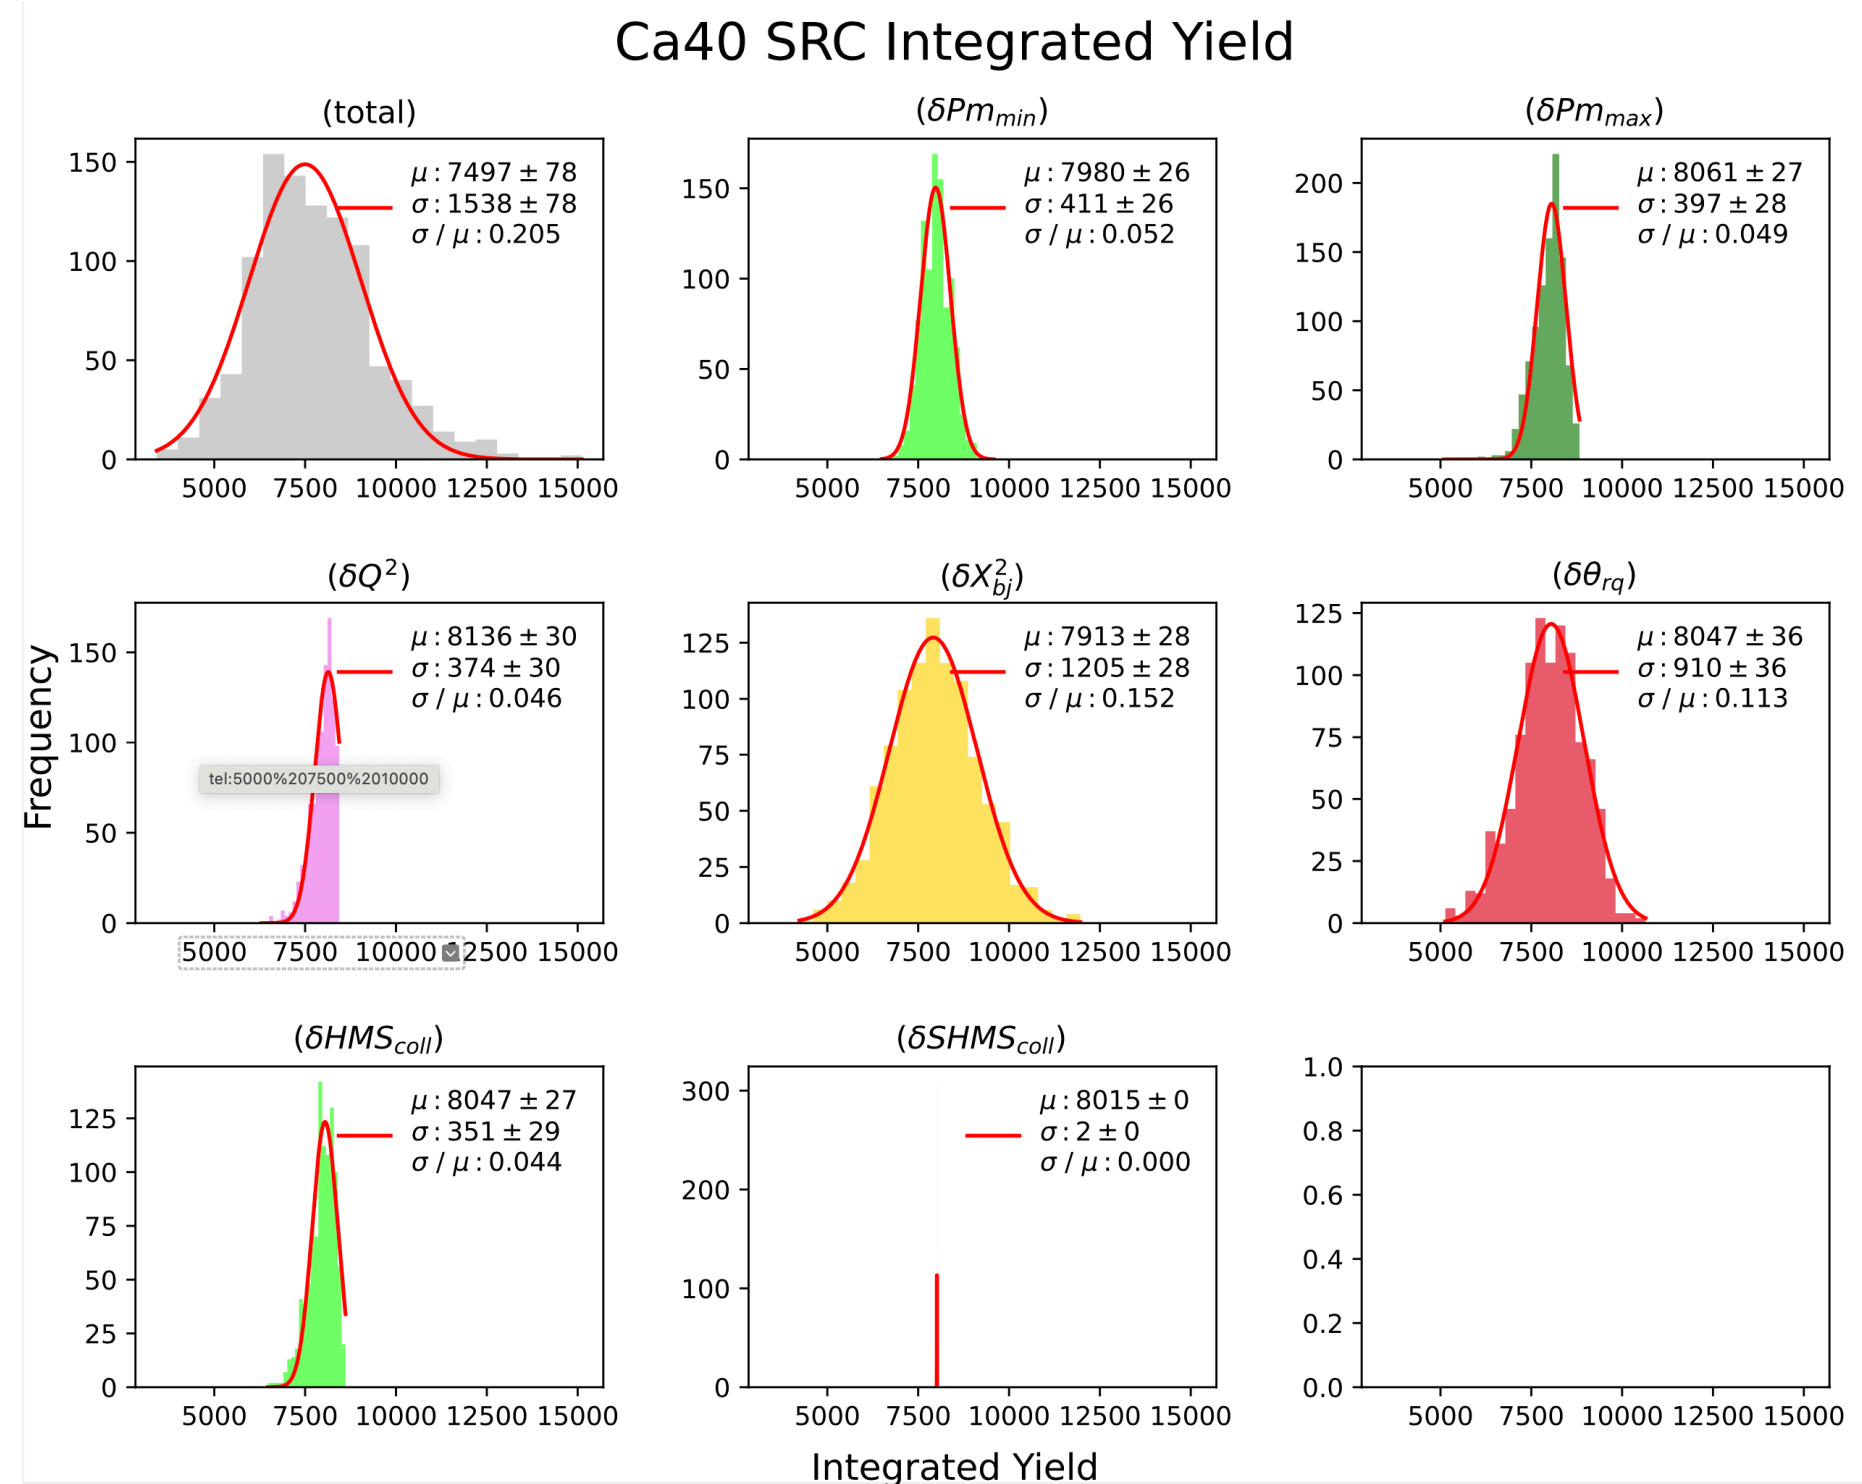 Ca40 SRC Integrated Yield
(total)
μ : 7497 ± 78
σ : 1538 ± 78
σ / μ : 0.205
150
100
50
0
5000 7500 10000 12500 15000
(δPm_min)
μ : 7980 ± 26
σ : 411 ± 26
σ / μ : 0.052
150
100
50
0
5000 7500 10000 12500 15000
(δPm_max)
μ : 8061 ± 27
σ : 397 ± 28
σ / μ : 0.049
200
150
100
50
0
5000 7500 10000 12500 15000
Frequency
(δQ²)
μ : 8136 ± 30
σ : 374 ± 30
σ / μ : 0.046
150
100
50
0
tel:5000%207500%2010000
5000 7500 10000 12500 15000
(δX²_bj)
μ : 7913 ± 28
σ : 1205 ± 28
σ / μ : 0.152
125
100
75
50
25
0
5000 7500 10000 12500 15000
(δθ_rq)
μ : 8047 ± 36
σ : 910 ± 36
σ / μ : 0.113
125
100
75
50
25
0
5000 7500 10000 12500 15000
(δHMS_coll)
μ : 8047 ± 27
σ : 351 ± 29
σ / μ : 0.044
125
100
75
50
25
0
5000 7500 10000 12500 15000
(δSHMS_coll)
μ : 8015 ± 0
σ : 2 ± 0
σ / μ : 0.000
300
200
100
0
5000 7500 10000 12500 15000
1.0
0.8
0.6
0.4
0.2
0.0
5000 7500 10000 12500 15000
Integrated Yield